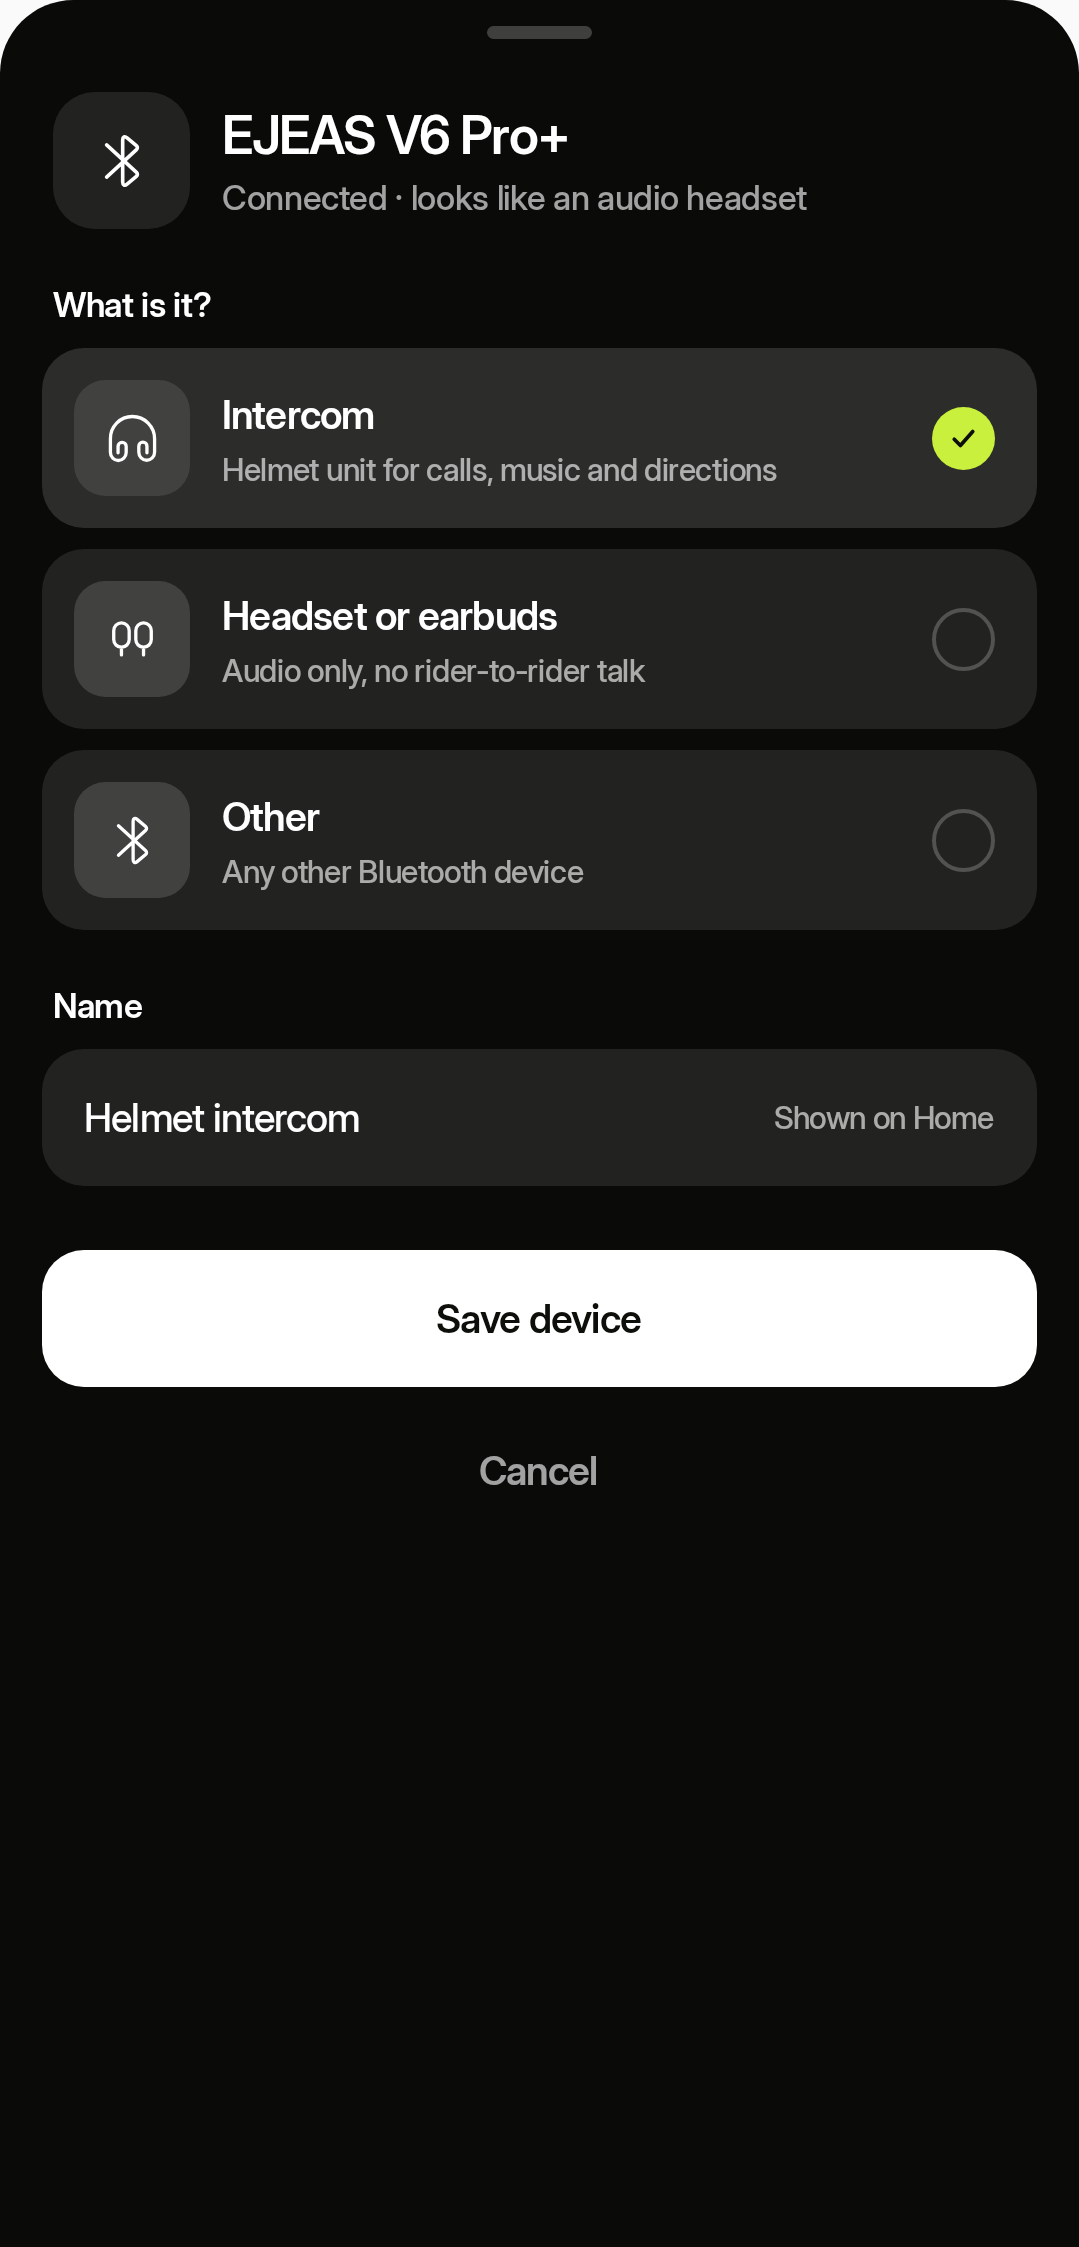 EJEAS V6 Pro+
Connected · looks like an audio headset
What is it?
Intercom
Helmet unit for calls, music and directions
Headset or earbuds
Audio only, no rider-to-rider talk
Other
Any other Bluetooth device
Name
Helmet intercom
Shown on Home
Save device
Cancel